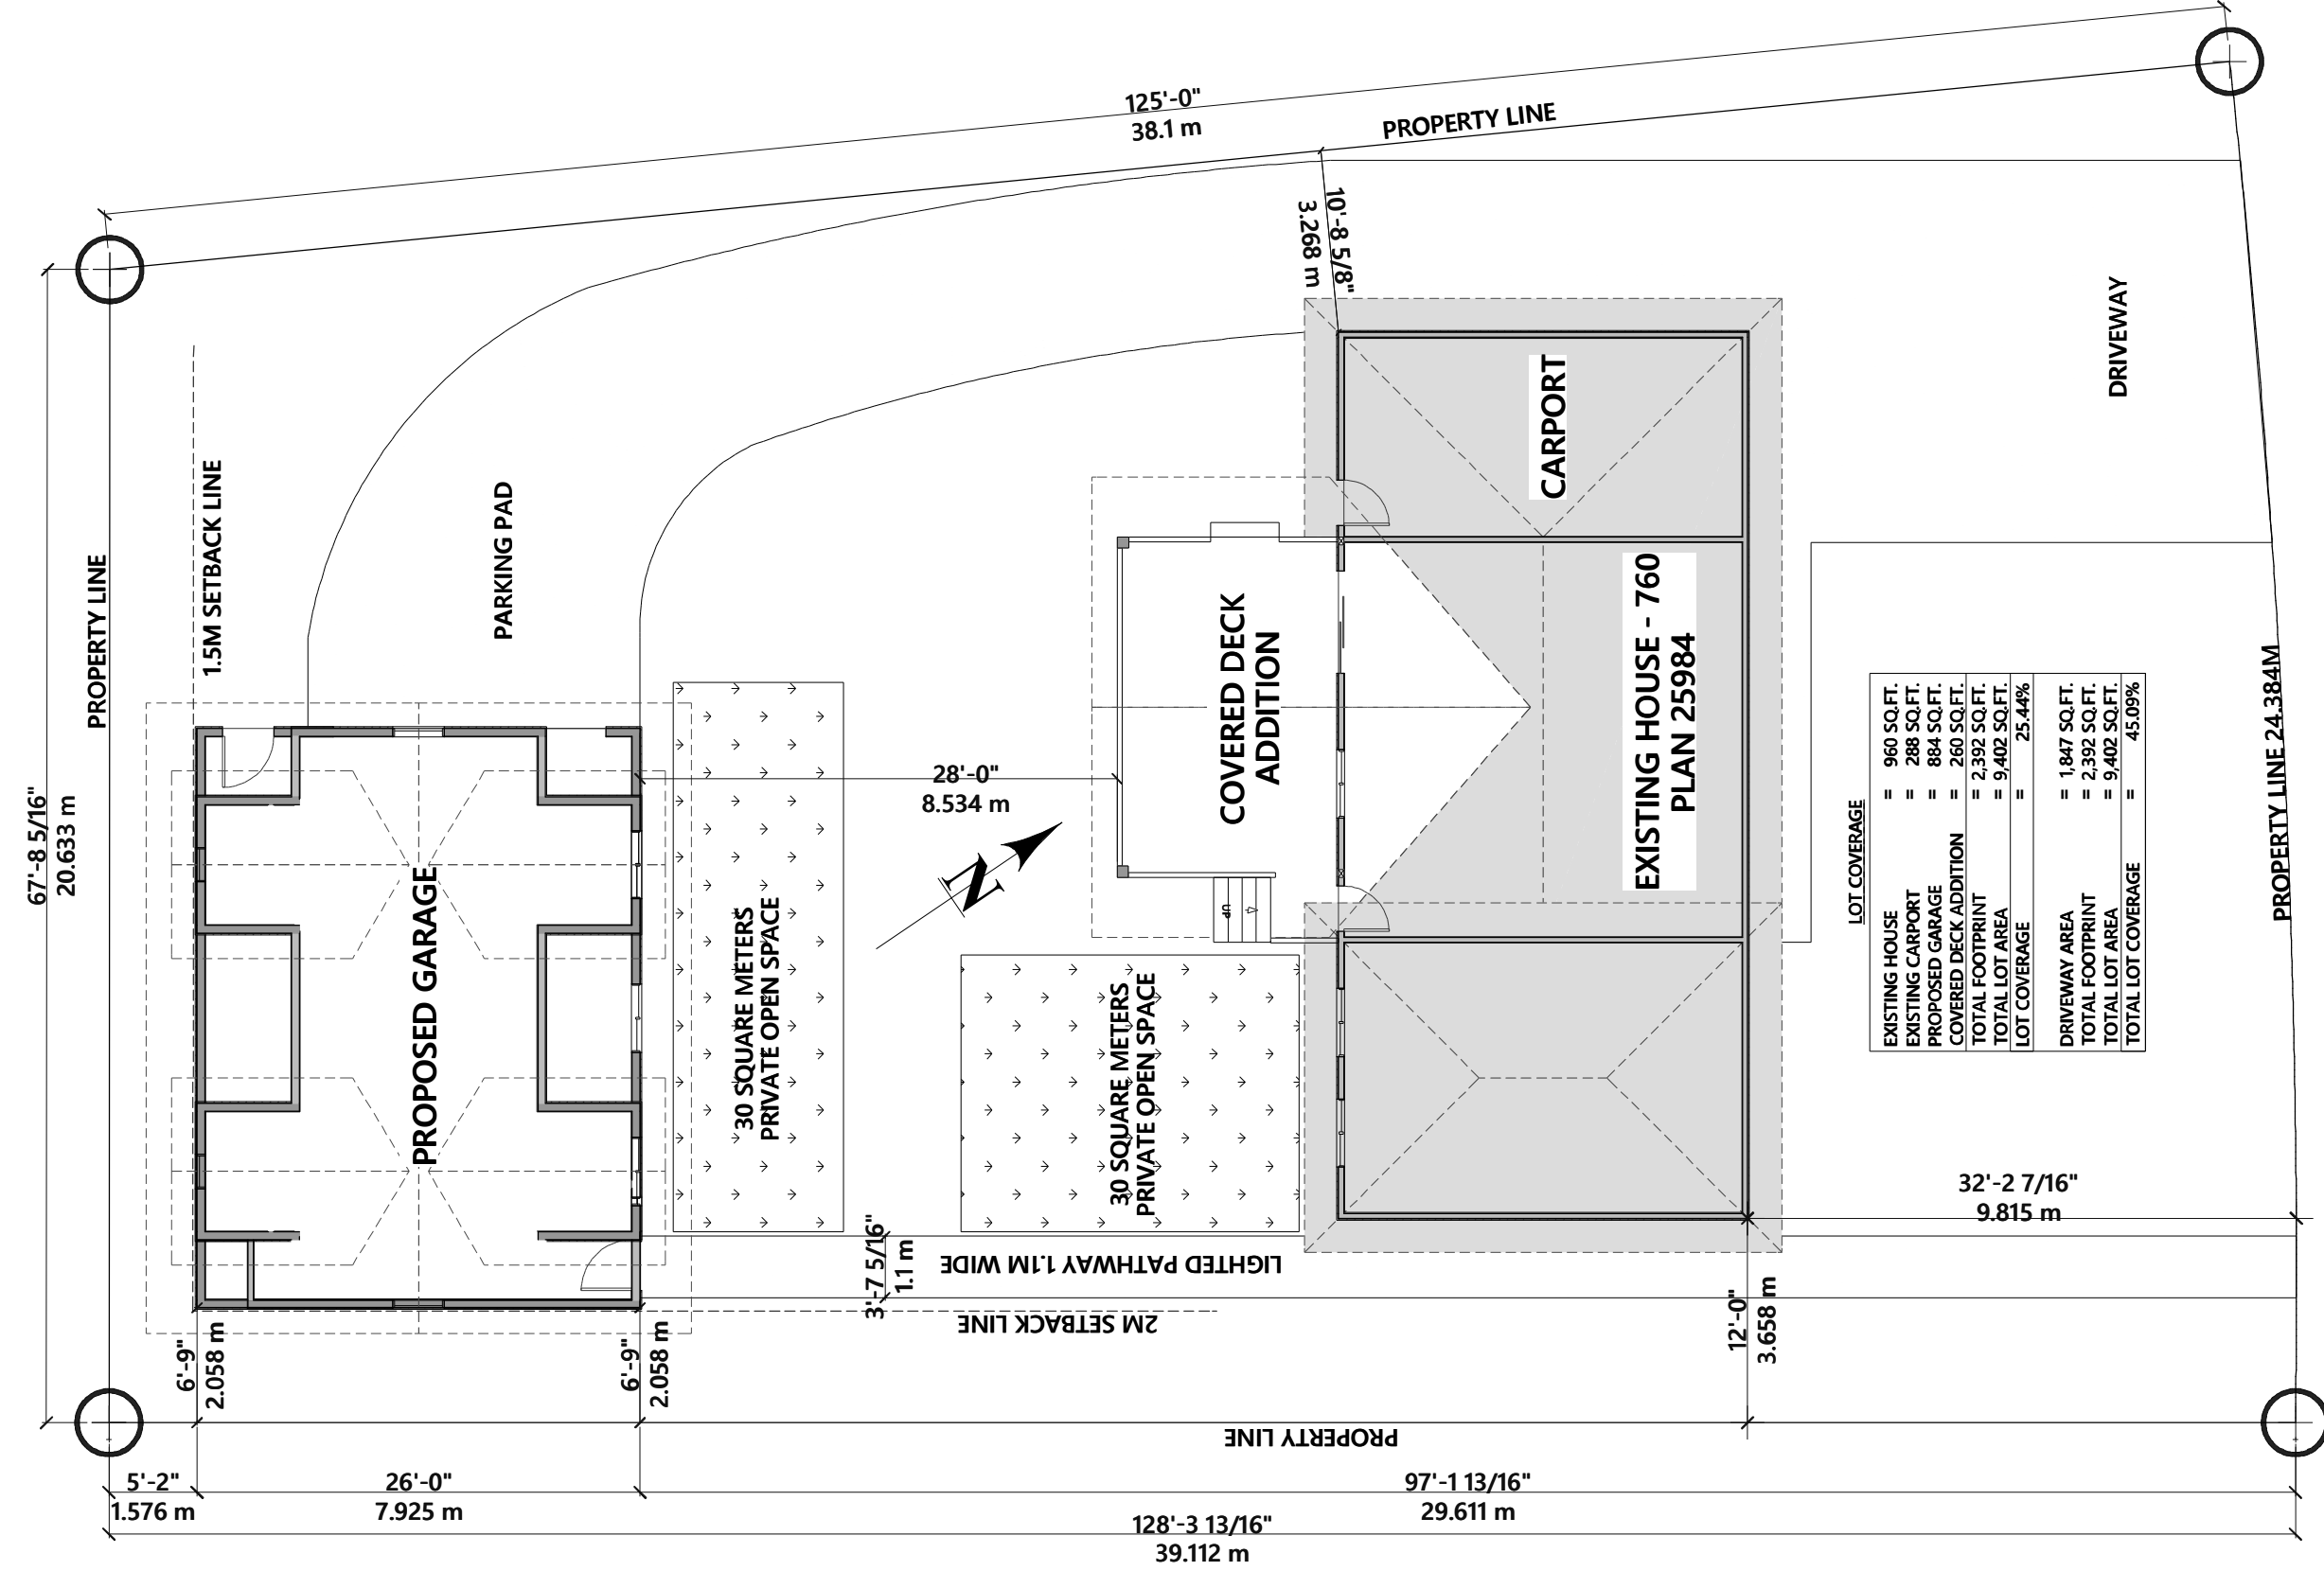 125'-0"
38.1 m
PROPERTY LINE
10'-8 5/8"
3.268 m
DRIVEWAY
CARPORT
1.5M SETBACK LINE
PARKING PAD
PROPERTY LINE
67'-8 5/16"
20.633 m
28'-0"
8.534 m
COVERED DECK
ADDITION
EXISTING HOUSE - 760
PLAN 25984
UP
N
PROPOSED GARAGE
30 SQUARE METERS
PRIVATE OPEN SPACE
30 SQUARE METERS
PRIVATE OPEN SPACE
PROPERTY LINE 24.384M
LOT COVERAGE
EXISTING HOUSE = 960 SQ.FT.
EXISTING CARPORT = 288 SQ.FT.
PROPOSED GARAGE = 884 SQ.FT.
COVERED DECK ADDITION = 260 SQ.FT.
TOTAL FOOTPRINT = 2,392 SQ.FT.
TOTAL LOT AREA = 9,402 SQ.FT.
LOT COVERAGE = 25.44%
DRIVEWAY AREA = 1,847 SQ.FT.
TOTAL FOOTPRINT = 2,392 SQ.FT.
TOTAL LOT AREA = 9,402 SQ.FT.
TOTAL LOT COVERAGE = 45.09%
32'-2 7/16"
9.815 m
3'-7 5/16"
1.1 m
LIGHTED PATHWAY 1.1M WIDE
2M SETBACK LINE
6'-9"
2.058 m
6'-9"
2.058 m
12'-0"
3.658 m
PROPERTY LINE
5'-2"
1.576 m
26'-0"
7.925 m
97'-1 13/16"
29.611 m
128'-3 13/16"
39.112 m